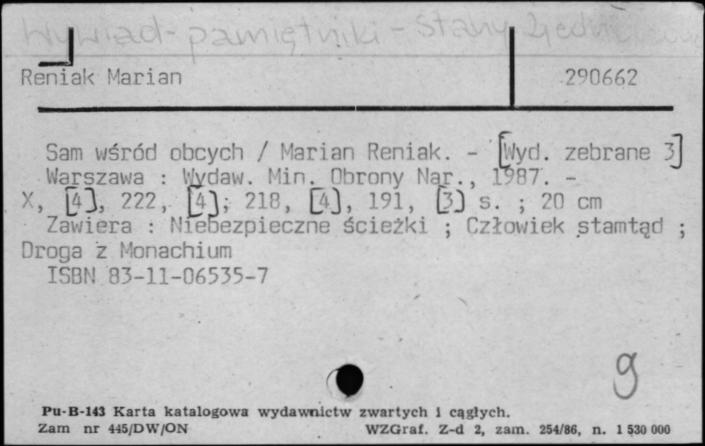 Wywiad - pamiętniki - Stany Zjednoczone
Reniak Marian 290662
Sam wśród obcych / Marian Reniak. - [Wyd. zebrane 3]
Warszawa : Wydaw. Min. Obrony Nar., 1987. -
X, [4], 222, [4]; 218, [4], 191, [3] s. ; 20 cm
Zawiera : Niebezpieczne ścieżki ; Człowiek stamtąd ;
Droga z Monachium
ISBN 83-11-06535-7
g
Pu-B-143 Karta katalogowa wydawnictw zwartych i ciągłych.
Zam nr 445/DW/ON WZGraf. Z-d 2, zam. 254/86, n. 1 530 000